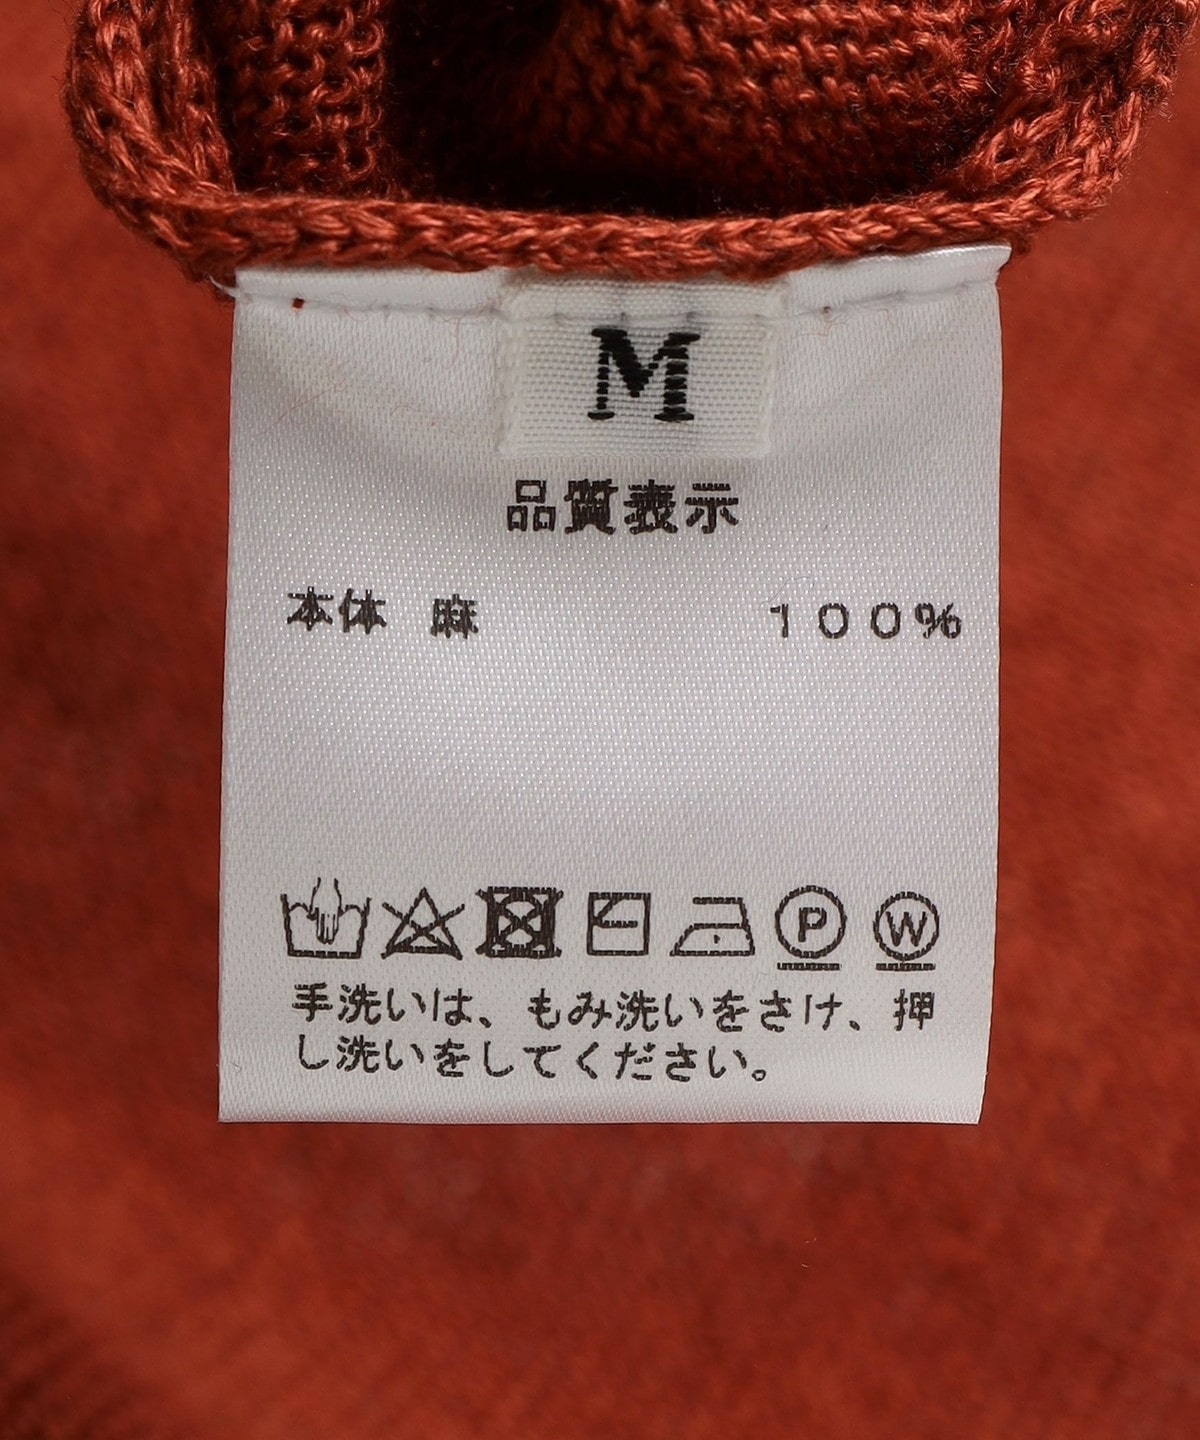 M
品質表示
本体 麻 100%
P W
手洗いは、もみ洗いをさけ、押
し洗いをしてください。